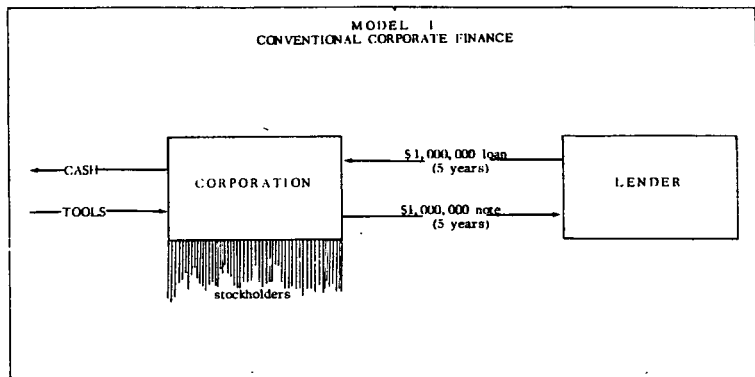 MODEL 1
CONVENTIONAL CORPORATE FINANCE
CASH
TOOLS
CORPORATION
stockholders
$1,000,000 loan
(5 years)
$1,000,000 note
(5 years)
LENDER